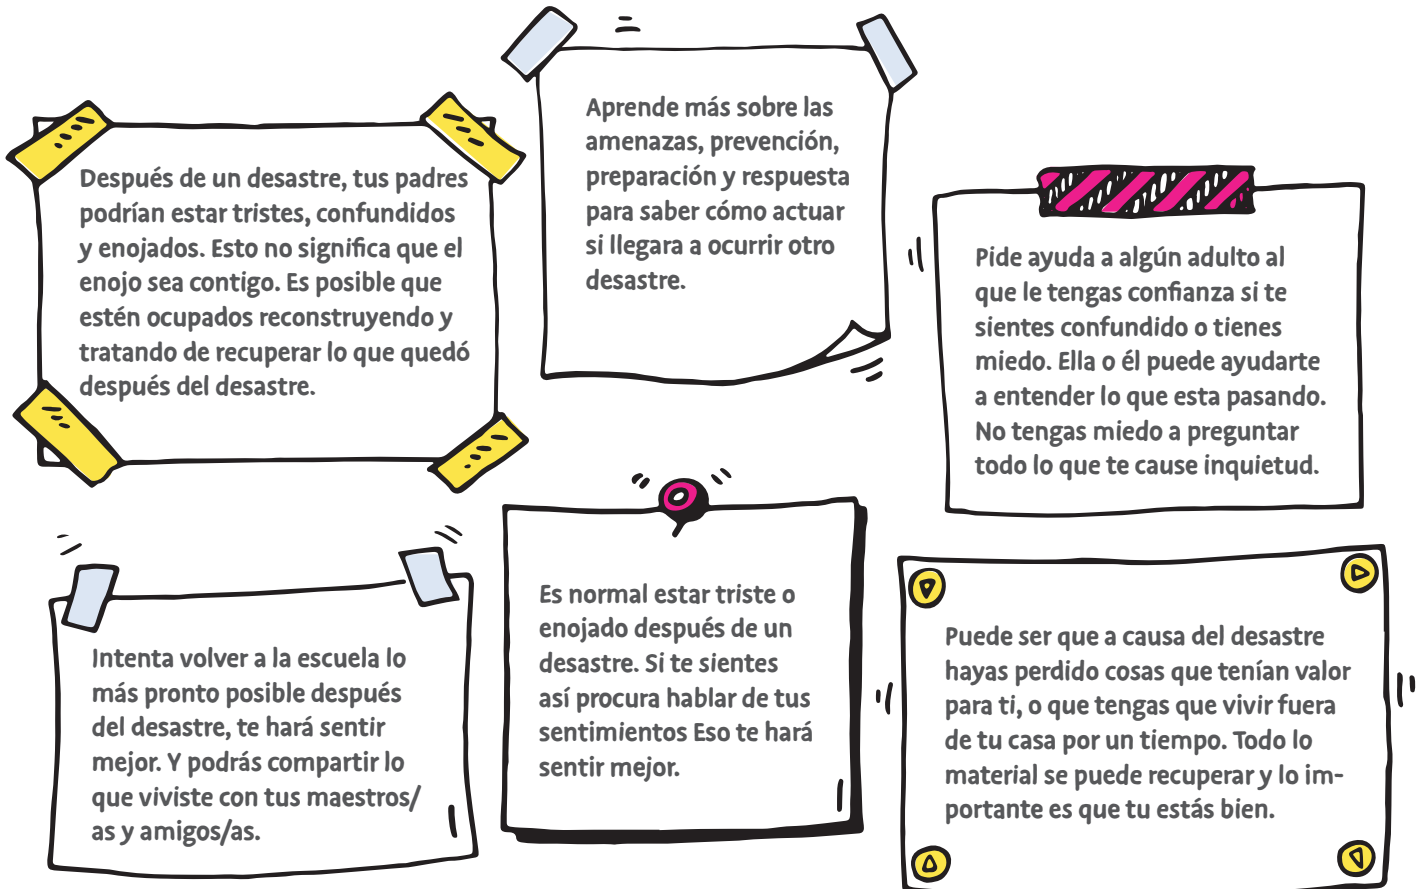 Después de un desastre, tus padres
podrían estar tristes, confundidos
y enojados. Esto no significa que el
enojo sea contigo. Es posible que
estén ocupados reconstruyendo y
tratando de recuperar lo que quedó
después del desastre.
Aprende más sobre las
amenazas, prevención,
preparación y respuesta
para saber cómo actuar
si llegara a ocurrir otro
desastre.
Pide ayuda a algún adulto al
que le tengas confianza si te
sientes confundido o tienes
miedo. Ella o él puede ayudarte
a entender lo que esta pasando.
No tengas miedo a preguntar
todo lo que te cause inquietud.
Intenta volver a la escuela lo
más pronto posible después
del desastre, te hará sentir
mejor. Y podrás compartir lo
que viviste con tus maestros/
as y amigos/as.
Es normal estar triste o
enojado después de un
desastre. Si te sientes
así procura hablar de tus
sentimientos Eso te hará
sentir mejor.
Puede ser que a causa del desastre
hayas perdido cosas que tenían valor
para ti, o que tengas que vivir fuera
de tu casa por un tiempo. Todo lo
material se puede recuperar y lo im-
portante es que tu estás bien.